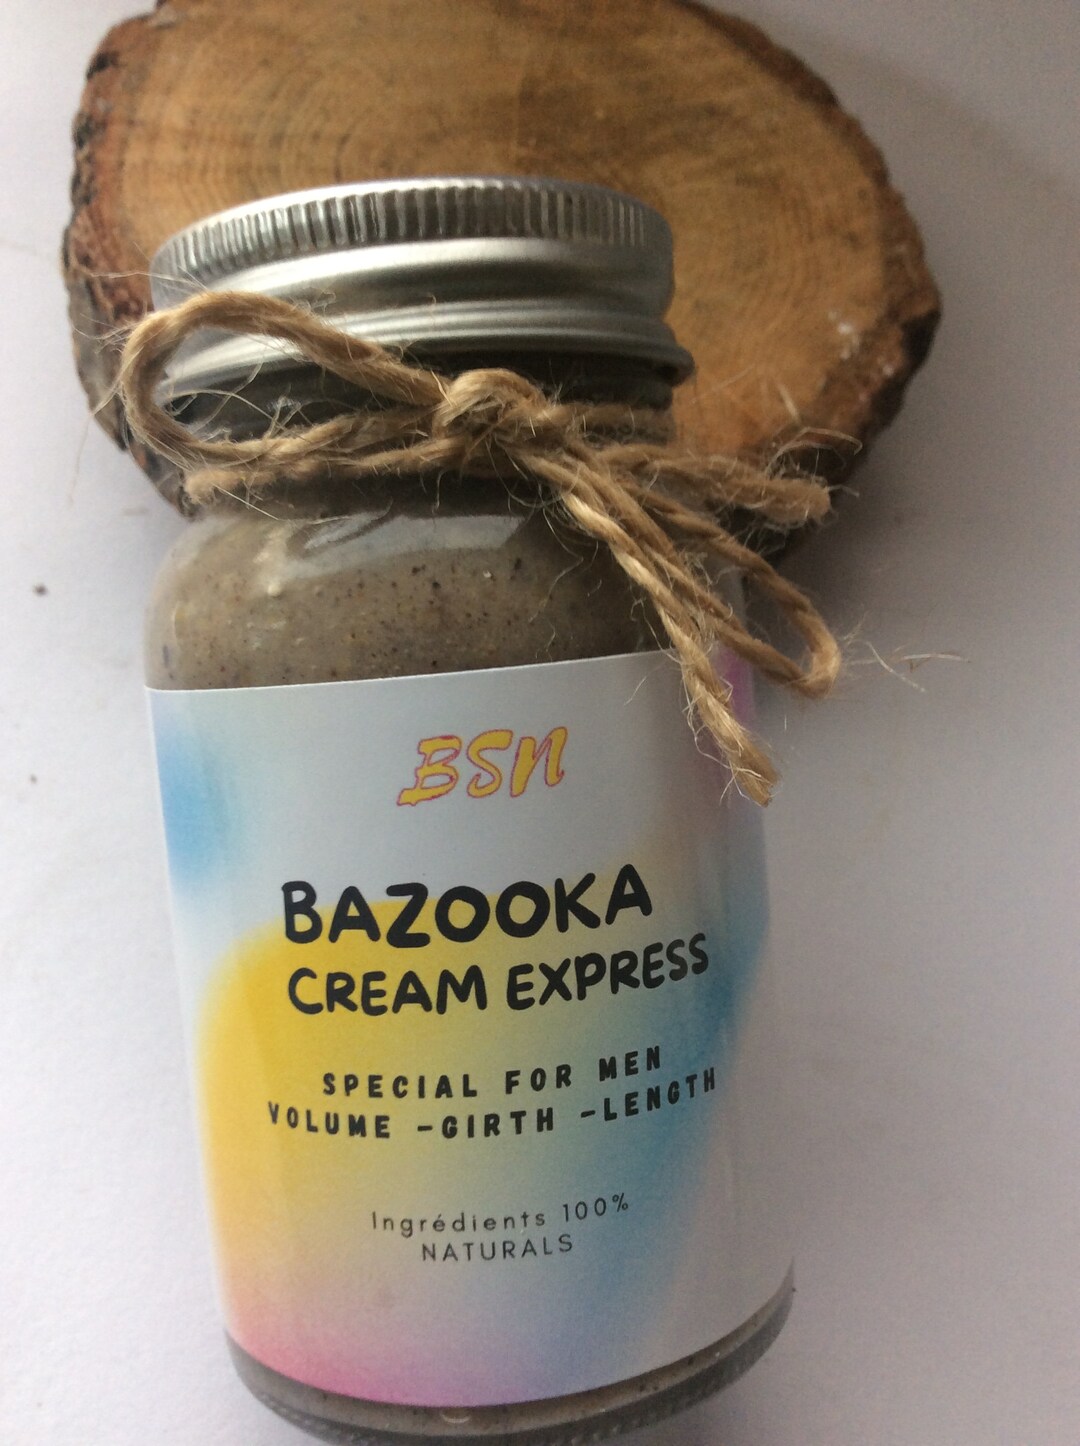 BSN
BAZOOKA
CREAM EXPRESS
SPECIAL FOR MEN
VOLUME -GIRTH -LENGTH
Ingrédients 100%
NATURALS